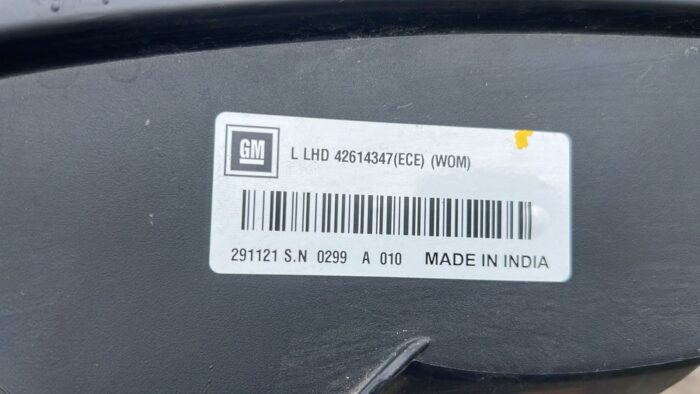 GM L LHD 42614347(ECE) (WOM)
291121 S.N 0299 A 010 MADE IN INDIA